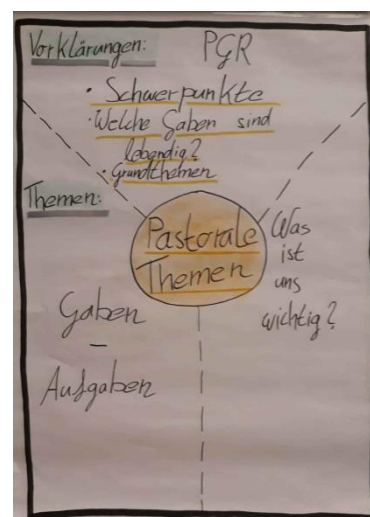 Vorklärungen: PGR
• Schwerpunkte
• Welche Gaben sind
lebendig?
• Grundthemen
Themen:
Pastorale
Themen
Was
ist
uns
wichtig?
Gaben
–
Aufgaben